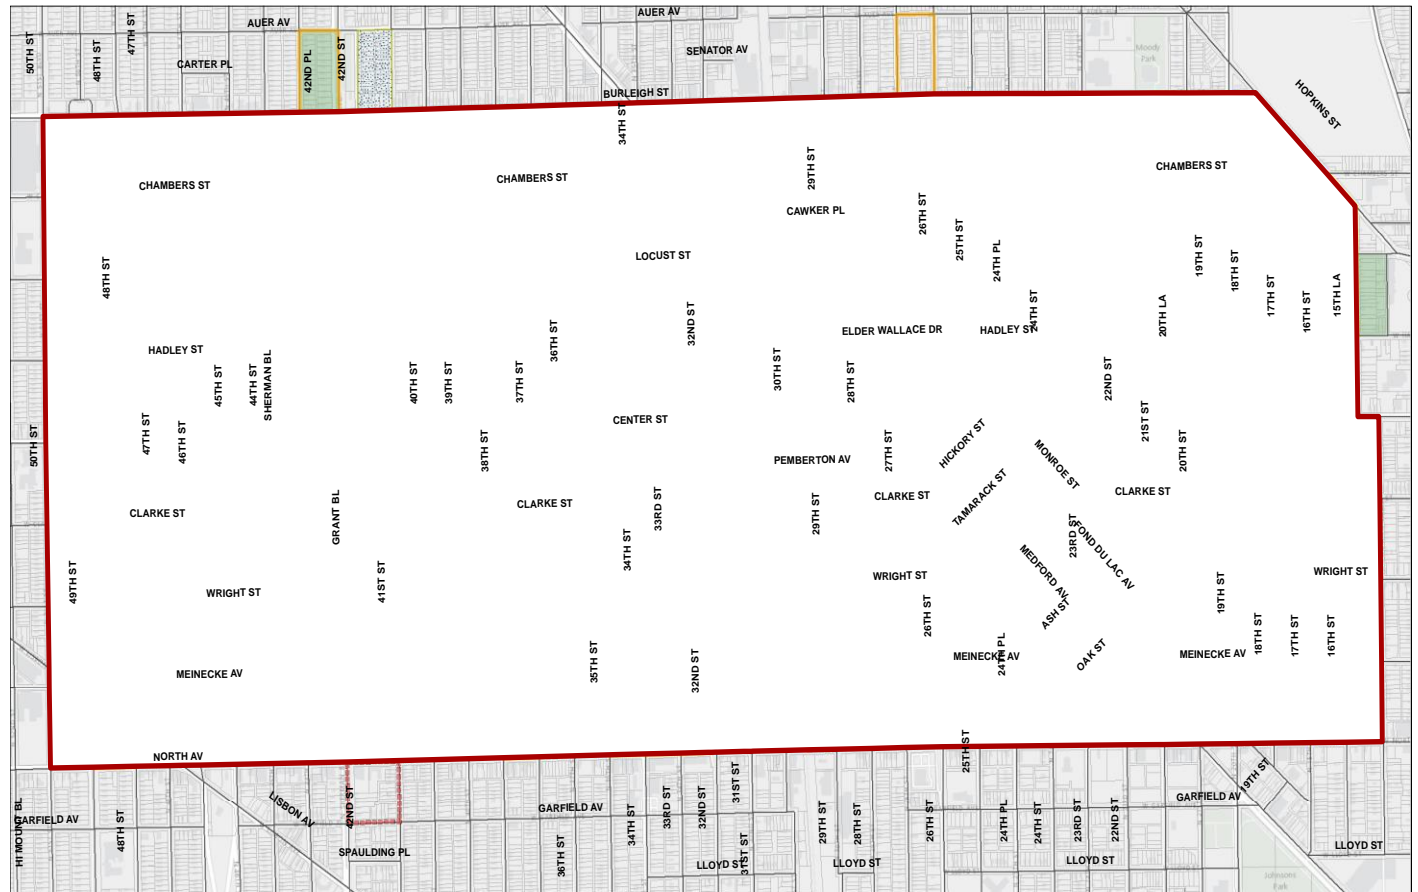 AUER AV
AUER AV
50TH ST
48TH ST
47TH ST
CARTER PL
42ND PL
42ND ST
SENATOR AV
Moody
Park
BURLEIGH ST
HOPKINS ST
34TH ST
CHAMBERS ST
CHAMBERS ST
29TH ST
CHAMBERS ST
CAWKER PL
26TH ST
25TH ST
24TH PL
LOCUST ST
19TH ST
18TH ST
48TH ST
17TH ST
16TH ST
15TH LA
24TH ST
20TH LA
32ND ST
ELDER WALLACE DR
HADLEY ST
HADLEY ST
36TH ST
45TH ST
44TH ST
SHERMAN BL
40TH ST
39TH ST
37TH ST
30TH ST
28TH ST
22ND ST
CENTER ST
21ST ST
47TH ST
46TH ST
50TH ST
38TH ST
27TH ST
HICKORY ST
MONROE ST
20TH ST
PEMBERTON AV
CLARKE ST
CLARKE ST
CLARKE ST
CLARKE ST
TAMARACK ST
GRANT BL
33RD ST
29TH ST
34TH ST
23RD ST
FOND DU LAC AV
MEDFORD AV
49TH ST
WRIGHT ST
41ST ST
WRIGHT ST
WRIGHT ST
26TH ST
ASH ST
19TH ST
18TH ST
17TH ST
16TH ST
35TH ST
32ND ST
MEINECKE AV
MEINECKE AV
24TH PL
OAK ST
MEINECKE AV
NORTH AV
25TH ST
19TH ST
31ST ST
HI MOUNT BL
GARFIELD AV
48TH ST
LISBON AV
42ND ST
GARFIELD AV
34TH ST
33RD ST
32ND ST
29TH ST
28TH ST
26TH ST
24TH PL
24TH ST
23RD ST
22ND ST
GARFIELD AV
SPAULDING PL
36TH ST
LLOYD ST
31ST ST
LLOYD ST
LLOYD ST
LLOYD ST
Johnsons
Park